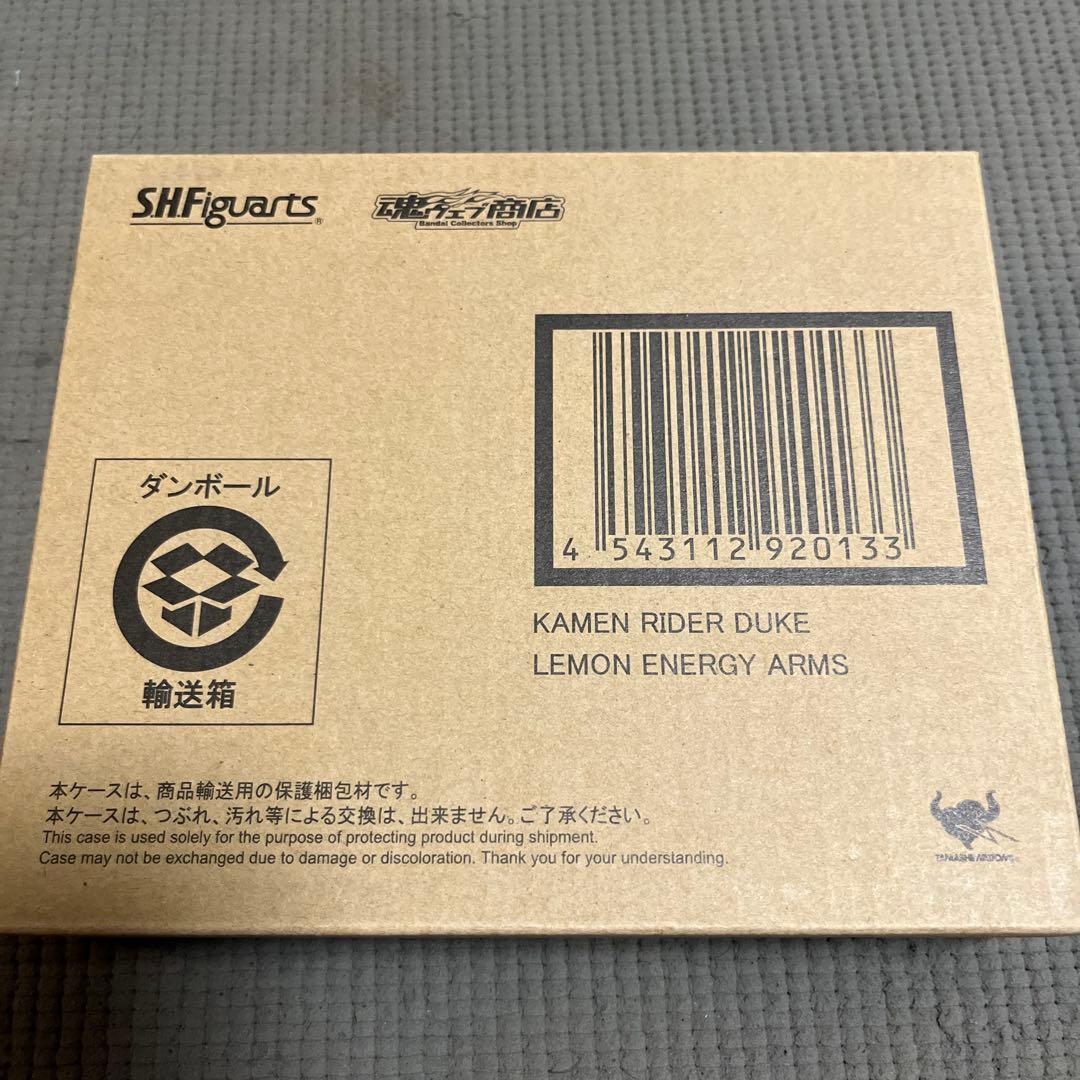 S.H.Figuarts®
魂ウェブ商店
Bandai Collectors Shop
4 543112 920133
KAMEN RIDER DUKE
LEMON ENERGY ARMS
ダンボール
輸送箱
本ケースは、商品輸送用の保護梱包材です。
本ケースは、つぶれ、汚れ等による交換は、出来ません。ご了承ください。
This case is used solely for the purpose of protecting product during shipment.
Case may not be exchanged due to damage or discoloration. Thank you for your understanding.
TAMASHII NATIONS